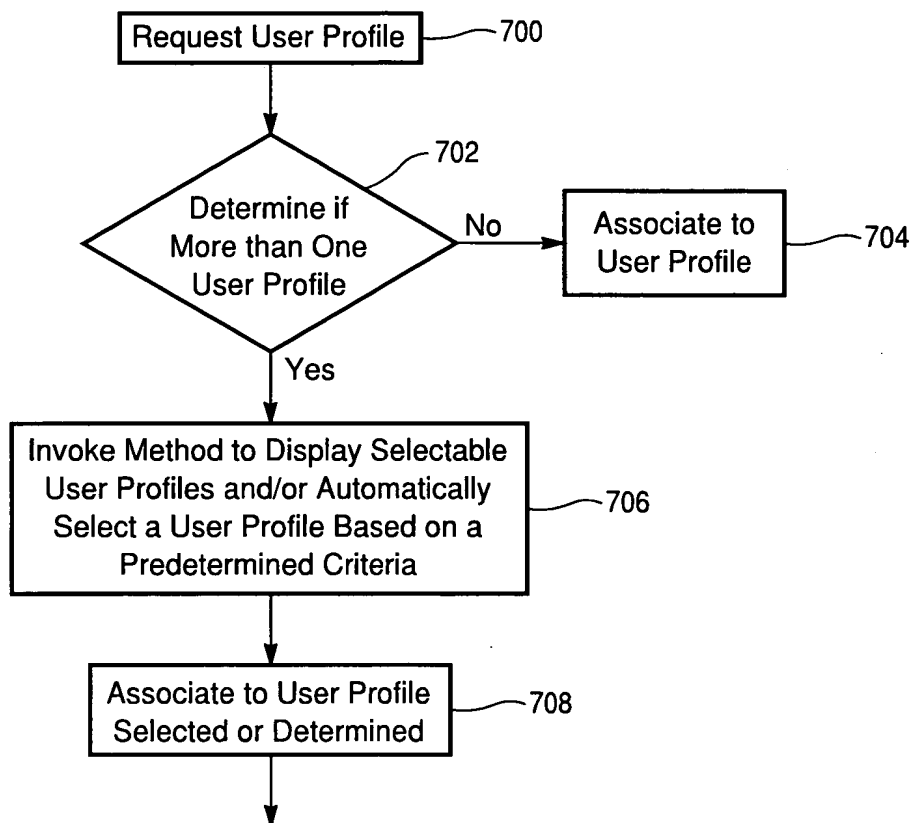 Request User Profile
700
702
Determine if
More than One
User Profile
No
Associate to
User Profile
704
Yes
Invoke Method to Display Selectable
User Profiles and/or Automatically
Select a User Profile Based on a
Predetermined Criteria
706
Associate to User Profile
Selected or Determined
708